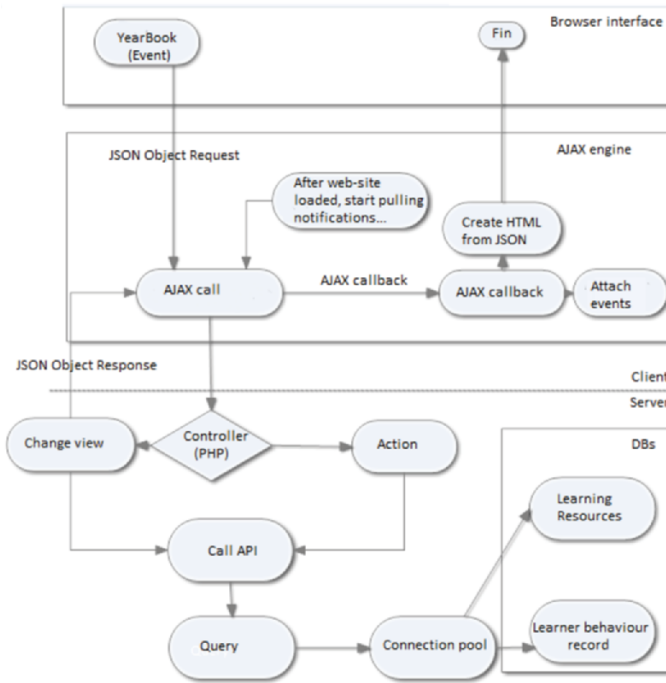 Browser interface
YearBook
(Event)
Fin
JSON Object Request
AJAX engine
After web-site
loaded, start pulling
notifications...
Create HTML
from JSON
AJAX call
AJAX callback
AJAX callback
Attach
events
JSON Object Response
Client
Server
Change view
Controller
(PHP)
Action
DBs
Learning
Resources
Call API
Query
Connection pool
Learner behaviour
record